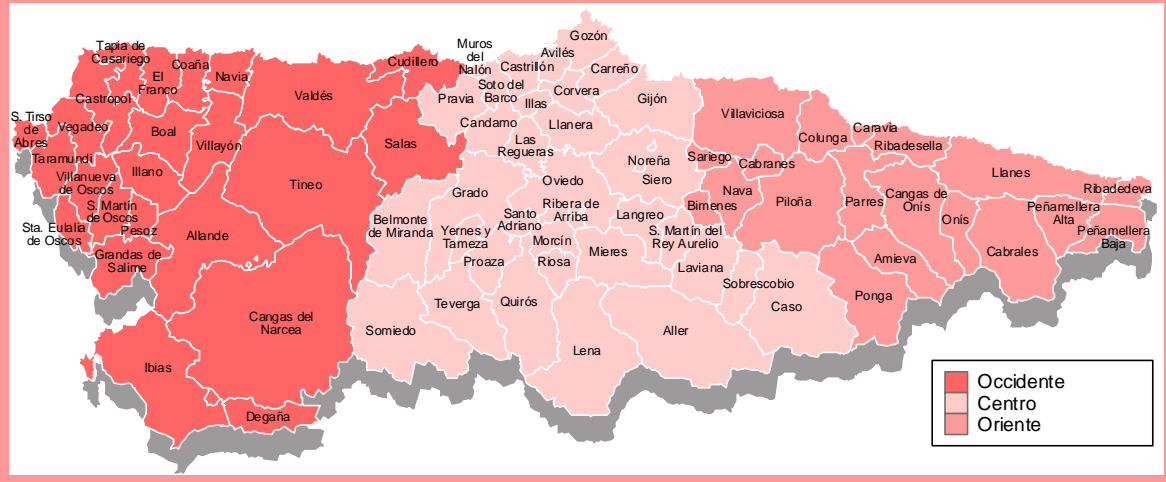 Tapia de
Casariego
El
Franco
Coaña
Navia
Valdés
Cudillero
Muros
del
Nalón
Castrillón
Avilés
Gozón
Carreño
Castropol
Soto del
Barco
Pravia
Illas
Corvera
Gijón
Villaviciosa
S. Tirso
de
Abres
Vegadeo
Boal
Villayón
Salas
Candamo
Las
Regueras
Llanera
Colunga
Caravia
Ribadesella
Taramundi
Villanueva
de Oscos
Illano
Tineo
Noreña
Siero
Sariego
Cabranes
Llanes
Ribadedeva
S. Martín
de Oscos
Pesoz
Grado
Oviedo
Nava
Bimenes
Piloña
Parres
Cangas de
Onís
Onís
Peñamellera
Alta
Peñamellera
Baja
Sta. Eulalia
de Oscos
Allande
Belmonte
de Miranda
Yernes y
Tameza
Santo
Adriano
Ribera de
Arriba
Langreo
S. Martín del
Rey Aurelio
Grandas de
Salime
Proaza
Morcín
Riosa
Mieres
Laviana
Sobrescobio
Amieva
Cabrales
Cangas del
Narcea
Somiedo
Teverga
Quirós
Lena
Aller
Caso
Ponga
Ibias
Degaña
Occidente
Centro
Oriente